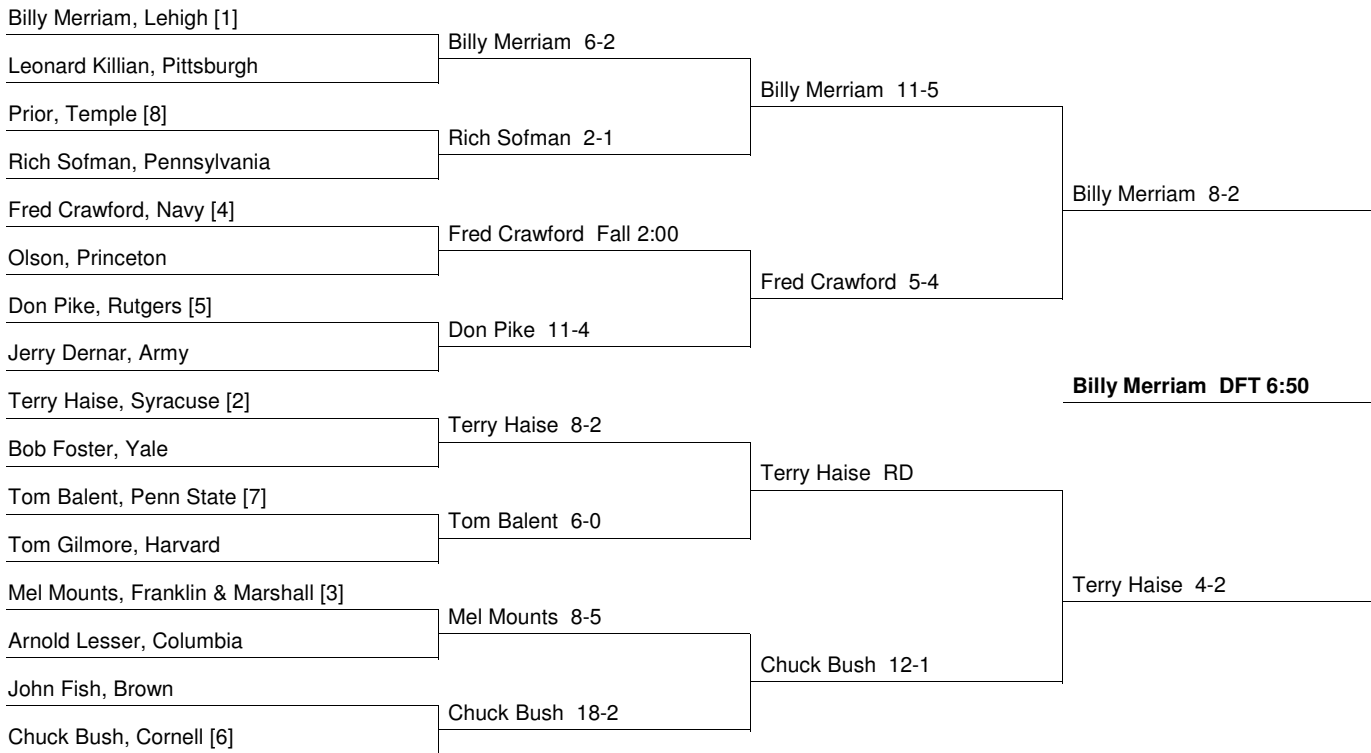 Billy Merriam, Lehigh [1]
Leonard Killian, Pittsburgh
Prior, Temple [8]
Rich Sofman, Pennsylvania
Fred Crawford, Navy [4]
Olson, Princeton
Don Pike, Rutgers [5]
Jerry Dernar, Army
Terry Haise, Syracuse [2]
Bob Foster, Yale
Tom Balent, Penn State [7]
Tom Gilmore, Harvard
Mel Mounts, Franklin & Marshall [3]
Arnold Lesser, Columbia
John Fish, Brown
Chuck Bush, Cornell [6]
Billy Merriam 6-2
Rich Sofman 2-1
Fred Crawford Fall 2:00
Don Pike 11-4
Terry Haise 8-2
Tom Balent 6-0
Mel Mounts 8-5
Chuck Bush 18-2
Billy Merriam 11-5
Fred Crawford 5-4
Terry Haise RD
Chuck Bush 12-1
Billy Merriam 8-2
Billy Merriam DFT 6:50
Terry Haise 4-2